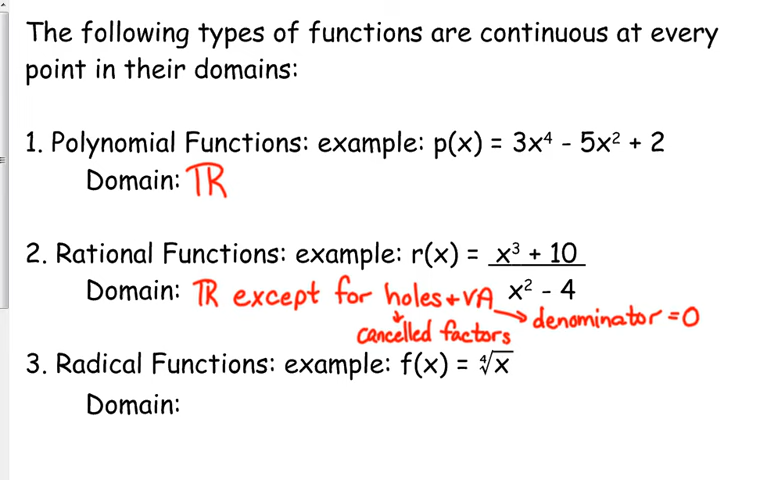 The following types of functions are continuous at every
point in their domains:
1. Polynomial Functions: example: p(x) = 3x⁴ - 5x² + 2
Domain: ℝ
2. Rational Functions: example: r(x) = x³ + 10
Domain: ℝ except for holes + VA x² - 4
→ denominator = 0
↓ cancelled factors
3. Radical Functions: example: f(x) = ⁴√x
Domain: